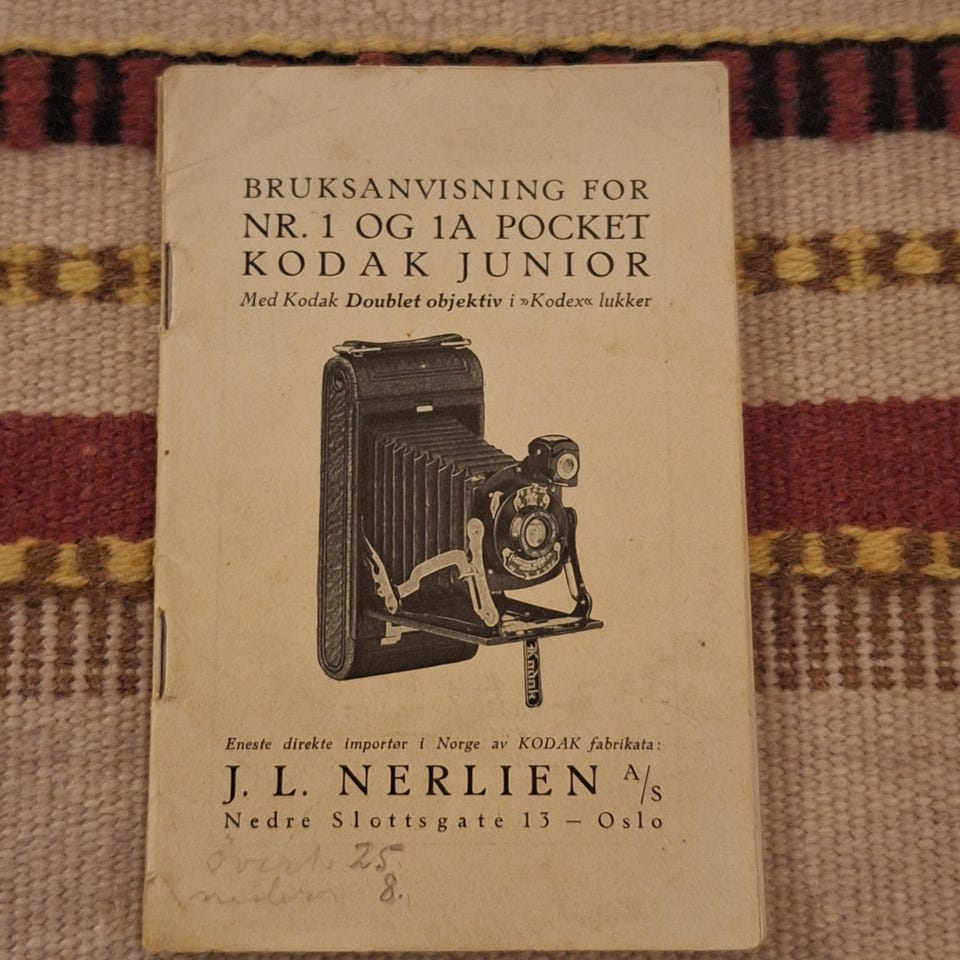 BRUKSANVISNING FOR
NR. 1 OG 1A POCKET
KODAK JUNIOR
Med Kodak Doublet objektiv i »Kodex« lukker
Kodak
Eneste direkte importør i Norge av KODAK fabrikata:
J. L. NERLIEN A/S
Nedre Slottsgate 13 — Oslo
25
8.